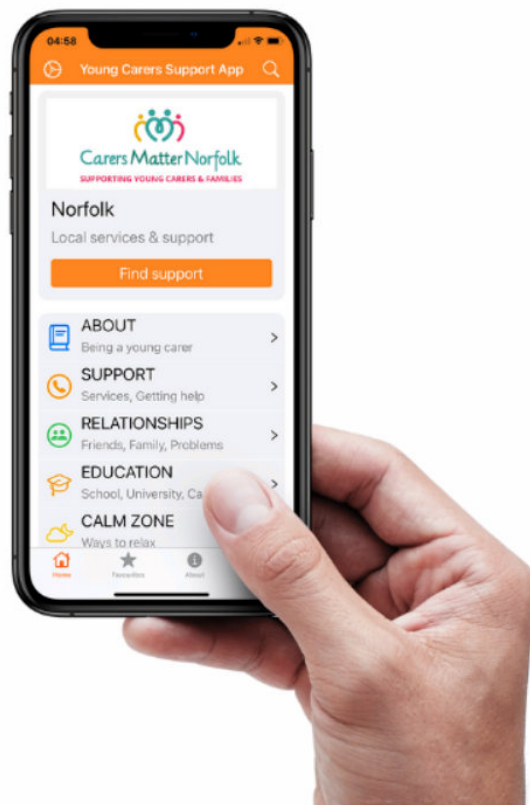 04:58
Young Carers Support App
Carers Matter Norfolk
SUPPORTING YOUNG CARERS & FAMILIES
Norfolk
Local services & support
Find support
ABOUT
Being a young carer
SUPPORT
Services, Getting help
RELATIONSHIPS
Friends, Family, Problems
EDUCATION
School, University, Ca
CALM ZONE
Ways to relax
Home Favourites About